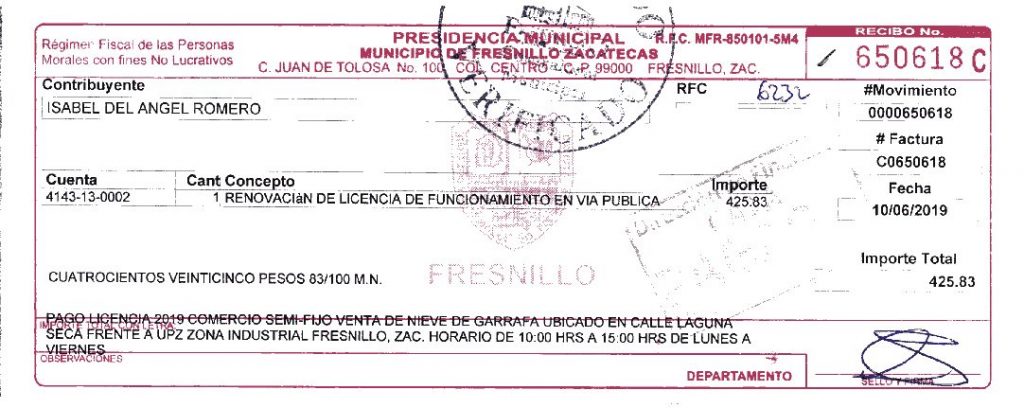 PRESIDENCIA MUNICIPAL R.F.C. MFR-850101-5M4
RECIBO No.
Régimen Fiscal de las Personas
Morales con fines No Lucrativos
MUNICIPIO DE FRESNILLO ZACATECAS
C. JUAN DE TOLOSA No. 100 COL. CENTRO C.P. 99000 FRESNILLO, ZAC.
650618 C
Contribuyente
RFC
6232
#Movimiento
ISABEL DEL ANGEL ROMERO
0000650618
VERIFICADO
# Factura
C0650618
Cuenta
Cant Concepto
Importe
Fecha
4143-13-0002
1 RENOVACIàN DE LICENCIA DE FUNCIONAMIENTO EN VIA PUBLICA
425.83
10/06/2019
Importe Total
CUATROCIENTOS VEINTICINCO PESOS 83/100 M.N.
FRESNILLO
425.83
PAGO LICENCIA 2019 COMERCIO SEMI-FIJO VENTA DE NIEVE DE GARRAFA UBICADO EN CALLE LAGUNA
IMPORTE TOTAL CON LETRA
SECA FRENTE A UPZ ZONA INDUSTRIAL FRESNILLO, ZAC. HORARIO DE 10:00 HRS A 15:00 HRS DE LUNES A
VIERNES
OBSERVACIONES
DEPARTAMENTO
SELLO Y FIRMA